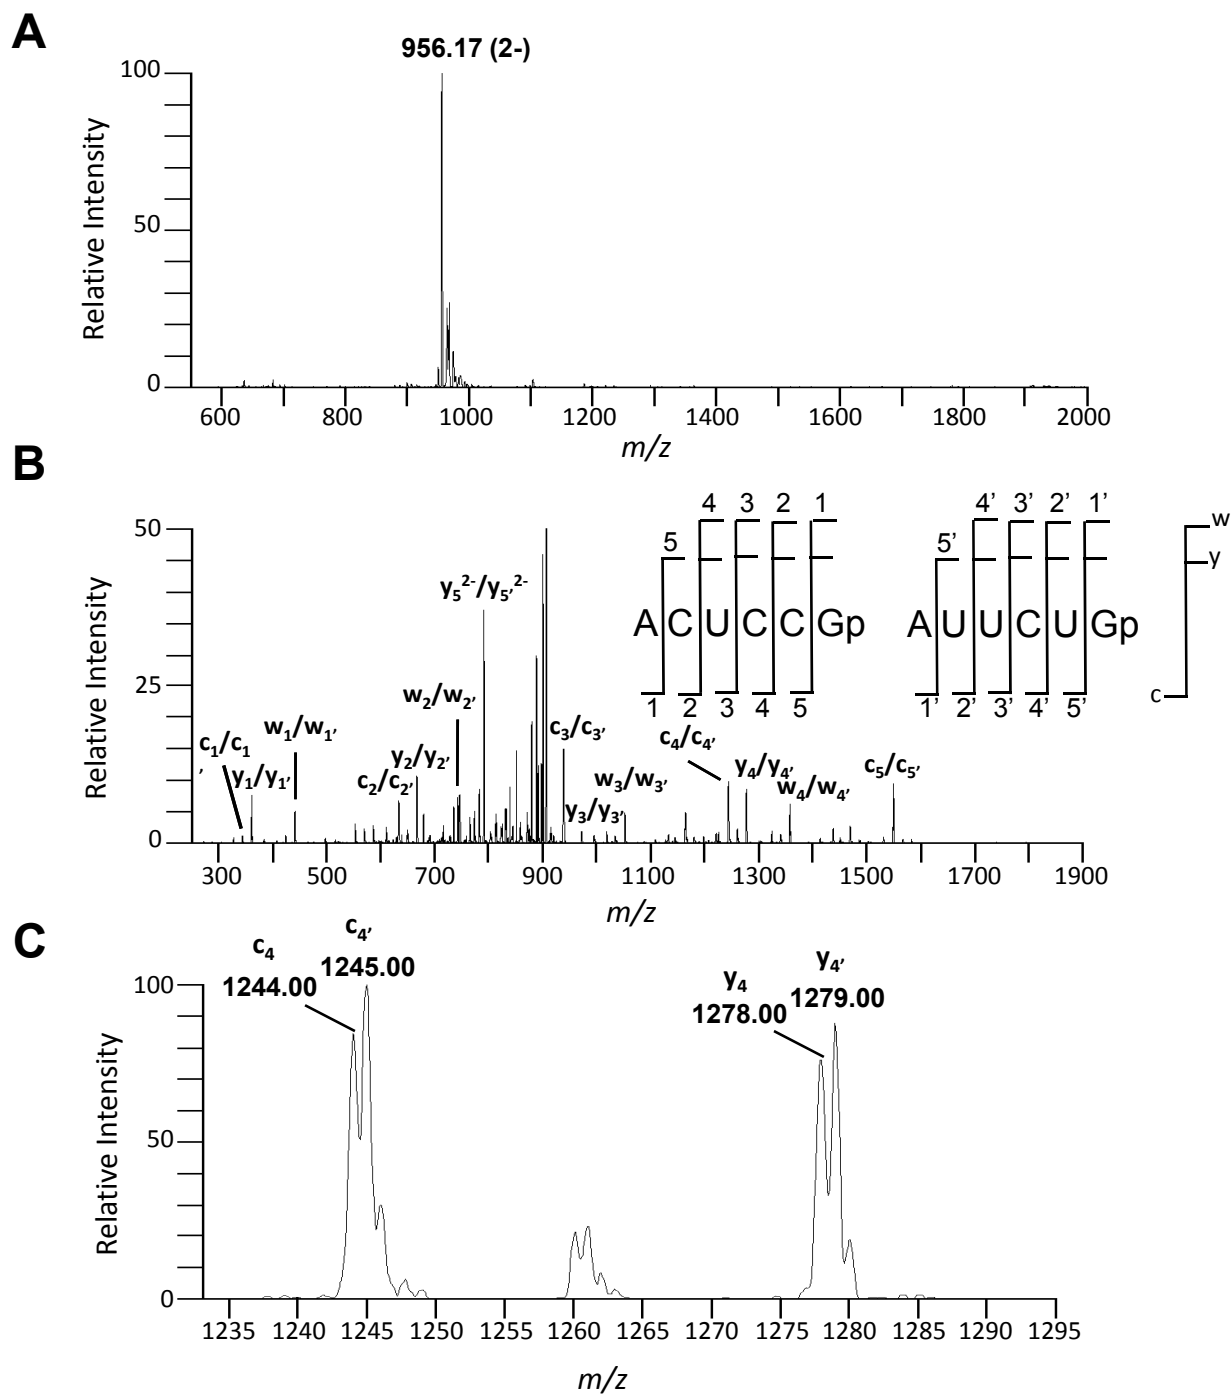 A
956.17 (2-)
100
50
0
Relative Intensity
600 800 1000 1200 1400 1600 1800 2000
m/z
B
50
25
0
Relative Intensity
c1/c1
'
y1/y1'
w1/w1'
c2/c2'
y2/y2'
w2/w2'
y5²⁻/y5'²⁻
c3/c3'
y3/y3'
w3/w3'
c4/c4'
y4/y4'
w4/w4'
c5/c5'
5 4 3 2 1
A C U C C Gp
1 2 3 4 5
5' 4' 3' 2' 1'
A U U C U Gp
1' 2' 3' 4' 5'
w
y
c
300 500 700 900 1100 1300 1500 1700 1900
m/z
C
c4
1244.00
c4'
1245.00
y4
1278.00
y4'
1279.00
100
50
0
Relative Intensity
1235 1240 1245 1250 1255 1260 1265 1270 1275 1280 1285 1290 1295
m/z